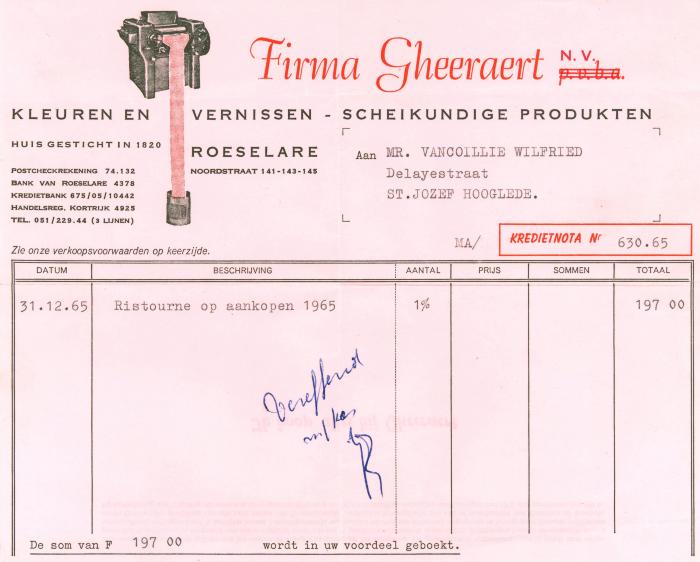 Firma Gheeraert N.V.
p.v.b.a.
KLEUREN EN VERNISSEN - SCHEIKUNDIGE PRODUKTEN
HUIS GESTICHT IN 1820
ROESELARE
NOORDSTRAAT 141-143-145
POSTCHECKREKENING 74.132
BANK VAN ROESELARE 4378
KREDIETBANK 675/05/10442
HANDELSREG. KORTRIJK 4925
TEL. 051/229.44 (3 LIJNEN)
Aan MR. VANCOILLIE WILFRIED
Delayestraat
ST.JOZEF HOOGLEDE.
MA/
KREDIETNOTA Nr 630.65
Zie onze verkoopsvoorwaarden op keerzijde.
DATUM BESCHRIJVING AANTAL PRIJS SOMMEN TOTAAL
31.12.65 Ristourne op aankopen 1965 1% 197 00
Vereffend
De som van F 197 00 wordt in uw voordeel geboekt.